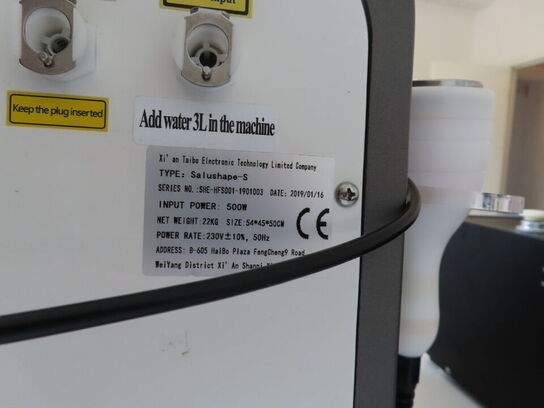 Keep the plug inserted
Add water 3L in the machine
Xi' an Taibo Electronic Technology Limited Company
TYPE: Salushape-S
SERIES NO.:SHE-HFS001-1901003 DATE: 2019/01/16
INPUT POWER: 500W
NET WEIGHT:22KG SIZE:54*45*50CM
POWER RATE:230V±10%, 50Hz
CE
ADDRESS: B-605 HaiBo Plaza FengCheng9 Road
WeiYang District Xi' An